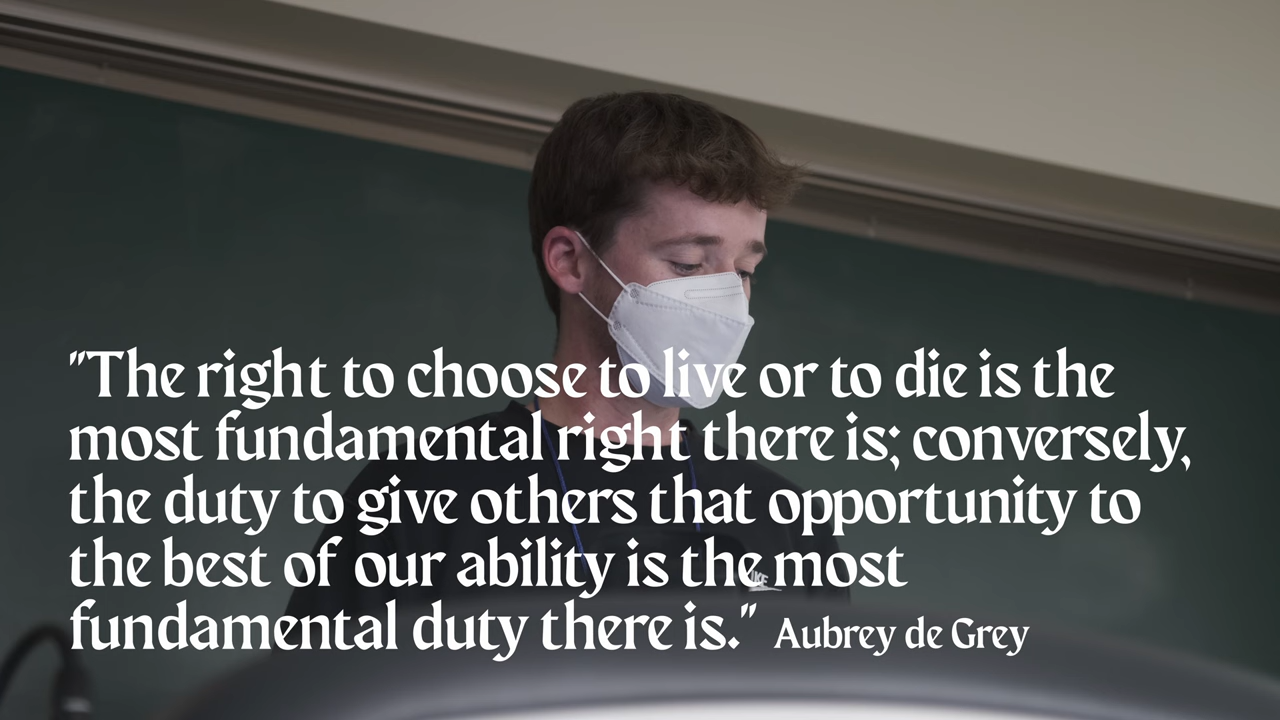 "The right to choose to live or to die is the
most fundamental right there is; conversely,
the duty to give others that opportunity to
the best of our ability is the most
fundamental duty there is." Aubrey de Grey